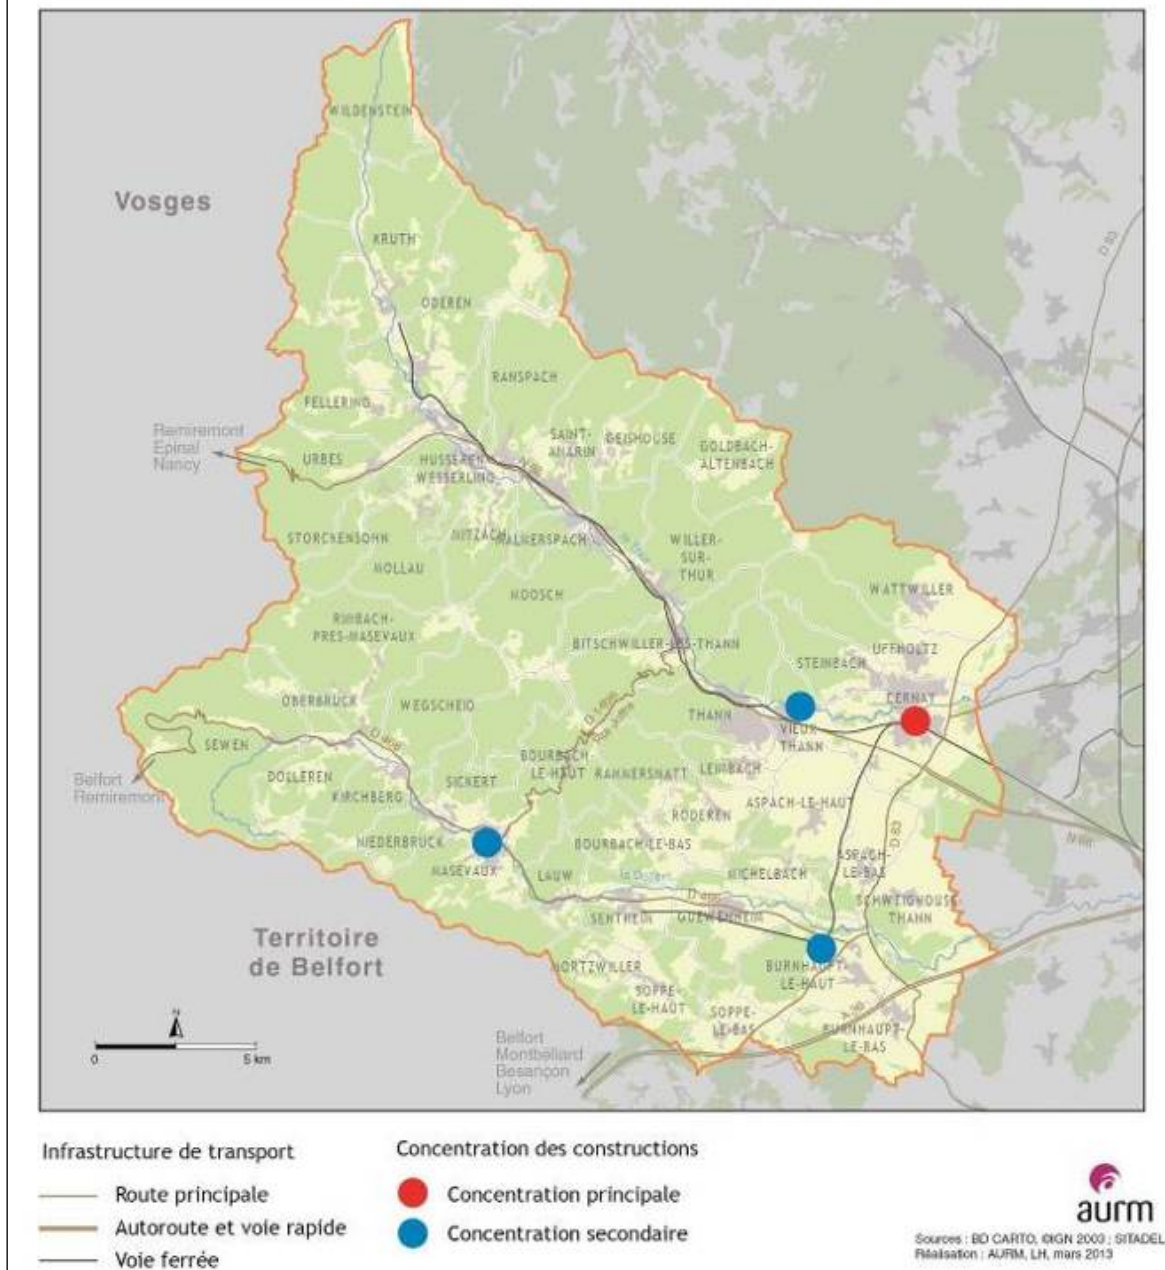 WILDENSTEIN
Vosges
D 83
KRUTH
ODEREN
RANSPACH
FELLERING
Remiremont
Epinal
Nancy
URBES
SAINT-
AMARIN
GEISHOUSE
GOLDBACH-
ALTENBACH
HUSSEREN
WESSERLING
STORCKENSOHN
MITZACH
MALMERSPACH
WILLER-
SUR-
THUR
MOLLAU
MOOSCH
WATTWILLER
RIMBACH-
PRES-MASEVAUX
BITSCHWILLER-LES-THANN
UFFHOLTZ
STEINBACH
OBERBRUCK
WEGSCHEID
CERNAY
THANN
VIEUX
THANN
SEWEN
BOURBACH
LE-HAUT
RAMMERSMATT
LEIMBACH
Belfort
Remiremont
DOLLEREN
SICKERT
KIRCHBERG
ASPACH-LE-HAUT
RODEREN
NIEDERBRUCK
BOURBACH-LE-BAS
D 83
ASPACH-
LE-BAS
MASEVAUX
LAUW
MICHELBACH
SCHWEIGHOUSE
THANN
SENTHEIM
GUEWENHEIM
Territoire
de Belfort
MORTZWILLER
BURNHAUPT-
LE-HAUT
SOPPE-
LE-HAUT
SOPPE-
LE-BAS
BURNHAUPT-
LE-BAS
N
0 5 km
Belfort
Montbéliard
Besançon
Lyon
Infrastructure de transport
Route principale
Autoroute et voie rapide
Voie ferrée
Concentration des constructions
Concentration principale
Concentration secondaire
aurm
Sources : BD CARTO, ©IGN 2003 ; SITADEL
Réalisation : AURM, LH, mars 2013